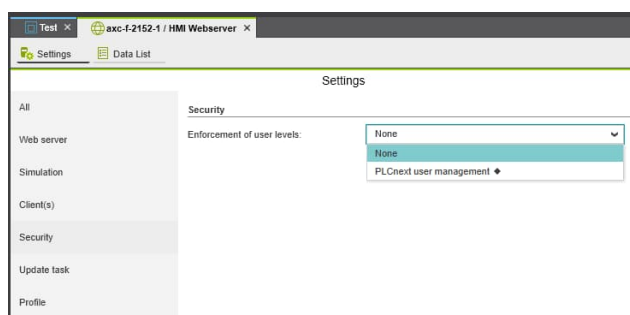 Test × axc-f-2152-1 / HMI Webserver ×
Settings Data List
Settings
All
Security
Enforcement of user levels: None
Web server
None
PLCnext user management ◆
Simulation
Client(s)
Security
Update task
Profile